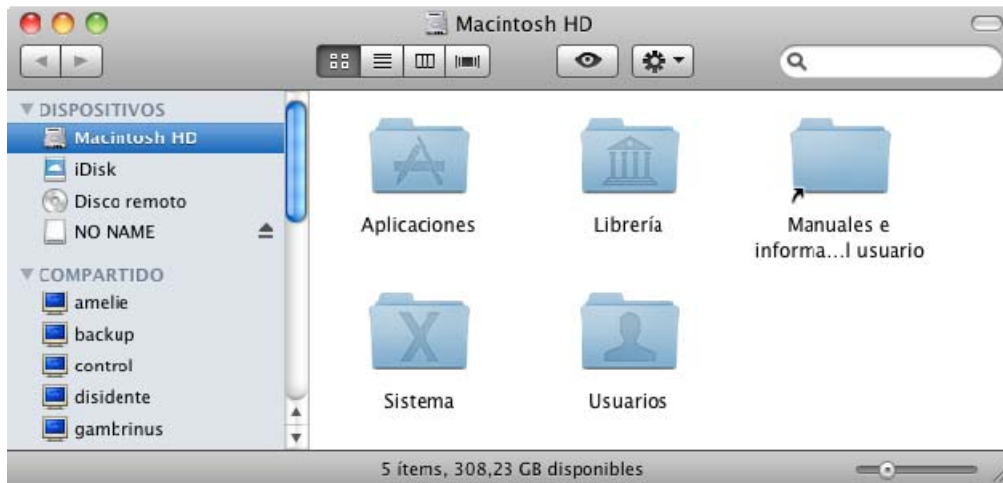 Macintosh HD
DISPOSITIVOS
Macintosh HD
iDisk
Disco remoto
NO NAME
COMPARTIDO
amelie
backup
control
disidente
gambrinus
Aplicaciones
Librería
Manuales e
informa...l usuario
Sistema
Usuarios
5 ítems, 308,23 GB disponibles